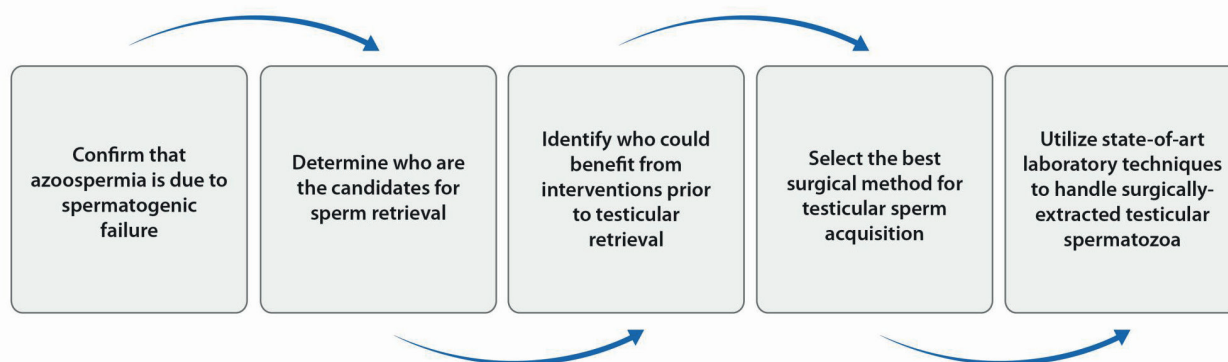 Confirm that
azoospermia is due to
spermatogenic
failure
Determine who are
the candidates for
sperm retrieval
Identify who could
benefit from
interventions prior
to testicular
retrieval
Select the best
surgical method for
testicular sperm
acquisition
Utilize state-of-art
laboratory techniques
to handle surgically-
extracted testicular
spermatozoa